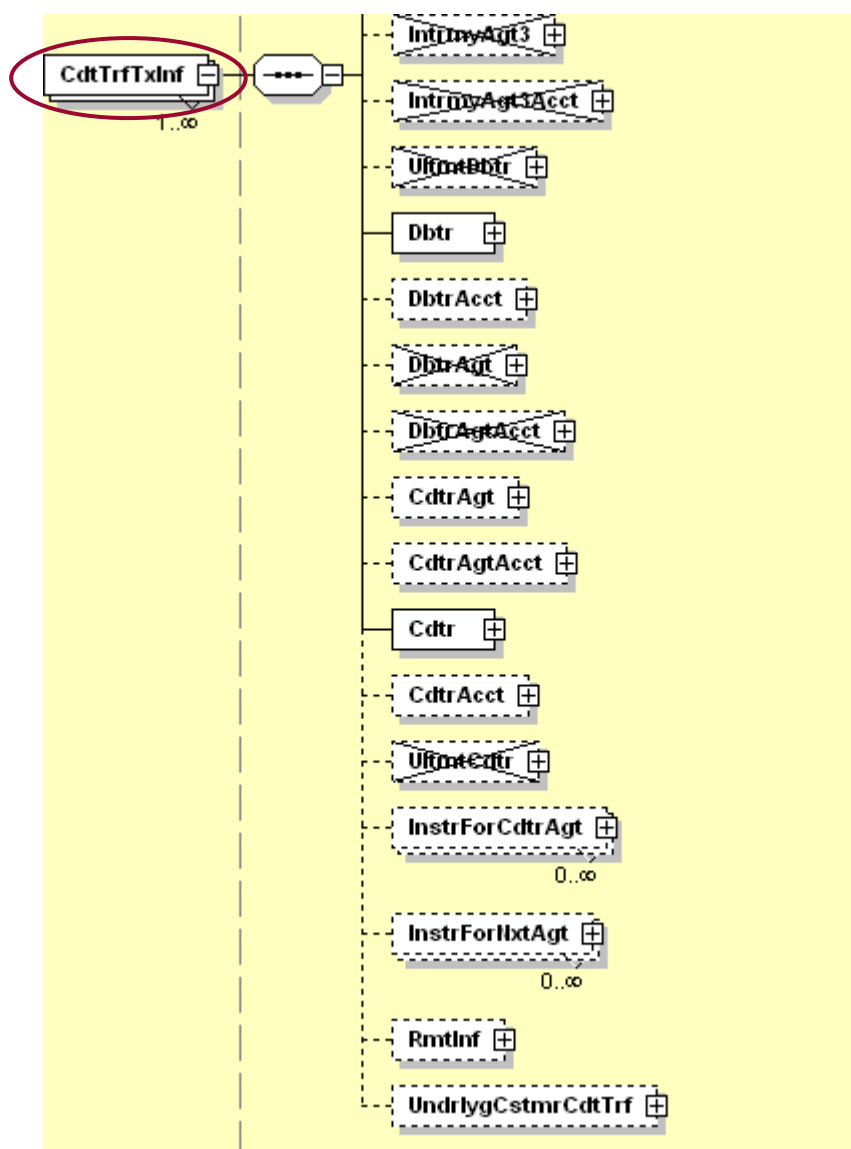 IntrmyAgt3
CdtTrfTxInf
1..∞
IntrmyAgt3Acct
UltmtDbtr
Dbtr
DbtrAcct
DbtrAgt
DbtrAgtAcct
CdtrAgt
CdtrAgtAcct
Cdtr
CdtrAcct
UltmtCdtr
InstrForCdtrAgt
0..∞
InstrForNxtAgt
0..∞
RmtInf
UndrlygCstmrCdtTrf